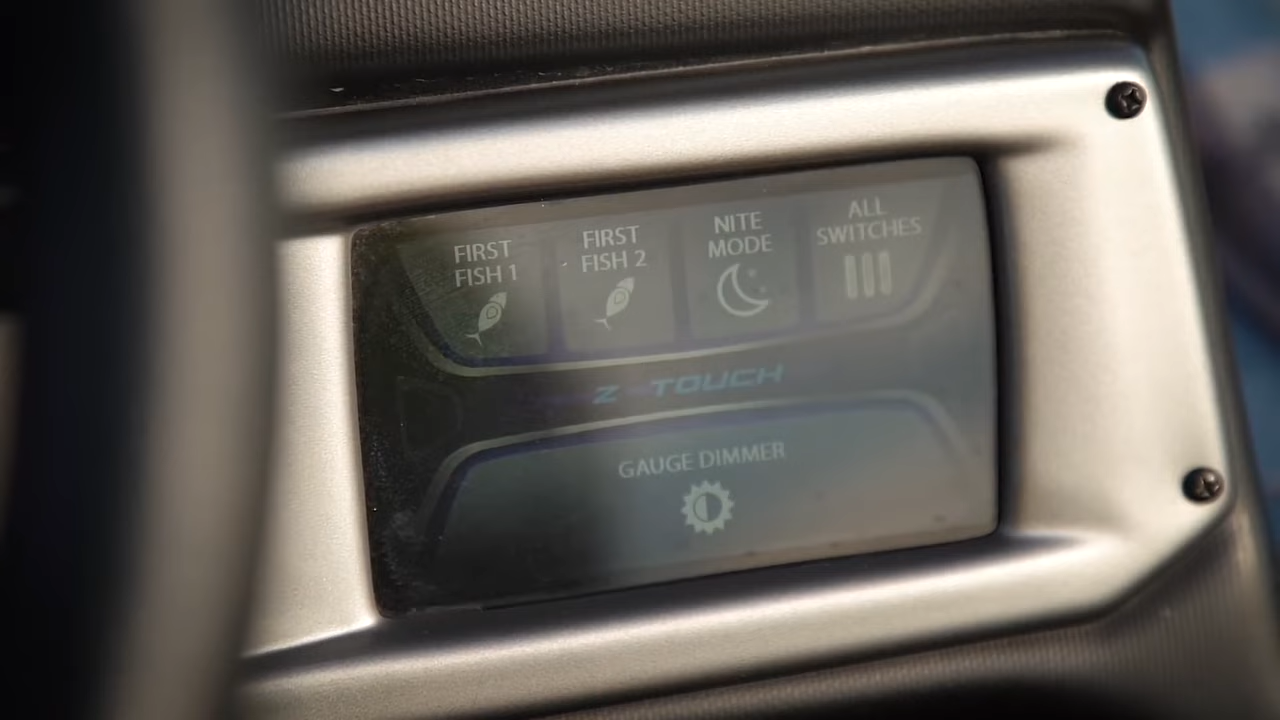 FIRST
FISH 1
FIRST
FISH 2
NITE
MODE
ALL
SWITCHES
Z-TOUCH
GAUGE DIMMER